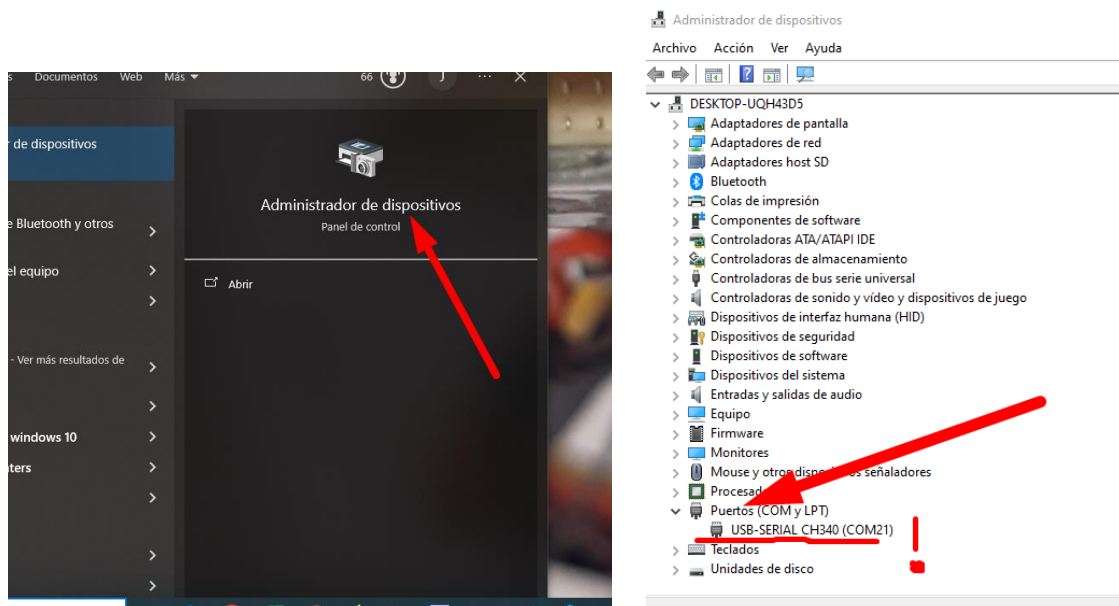 Documentos Web Más
66 J ...
de dispositivos
Bluetooth y otros
el equipo
- Ver más resultados de
windows 10
Administrador de dispositivos
Panel de control
Abrir
Administrador de dispositivos
Archivo Acción Ver Ayuda
DESKTOP-UQH43D5
Adaptadores de pantalla
Adaptadores de red
Adaptadores host SD
Bluetooth
Colas de impresión
Componentes de software
Controladoras ATA/ATAPI IDE
Controladoras de almacenamiento
Controladoras de bus serie universal
Controladoras de sonido y vídeo y dispositivos de juego
Dispositivos de interfaz humana (HID)
Dispositivos de seguridad
Dispositivos de software
Dispositivos del sistema
Entradas y salidas de audio
Equipo
Firmware
Monitores
Mouse y otros dispositivos señaladores
Puertos (COM y LPT)
USB-SERIAL CH340 (COM21) !
Teclados
Unidades de disco